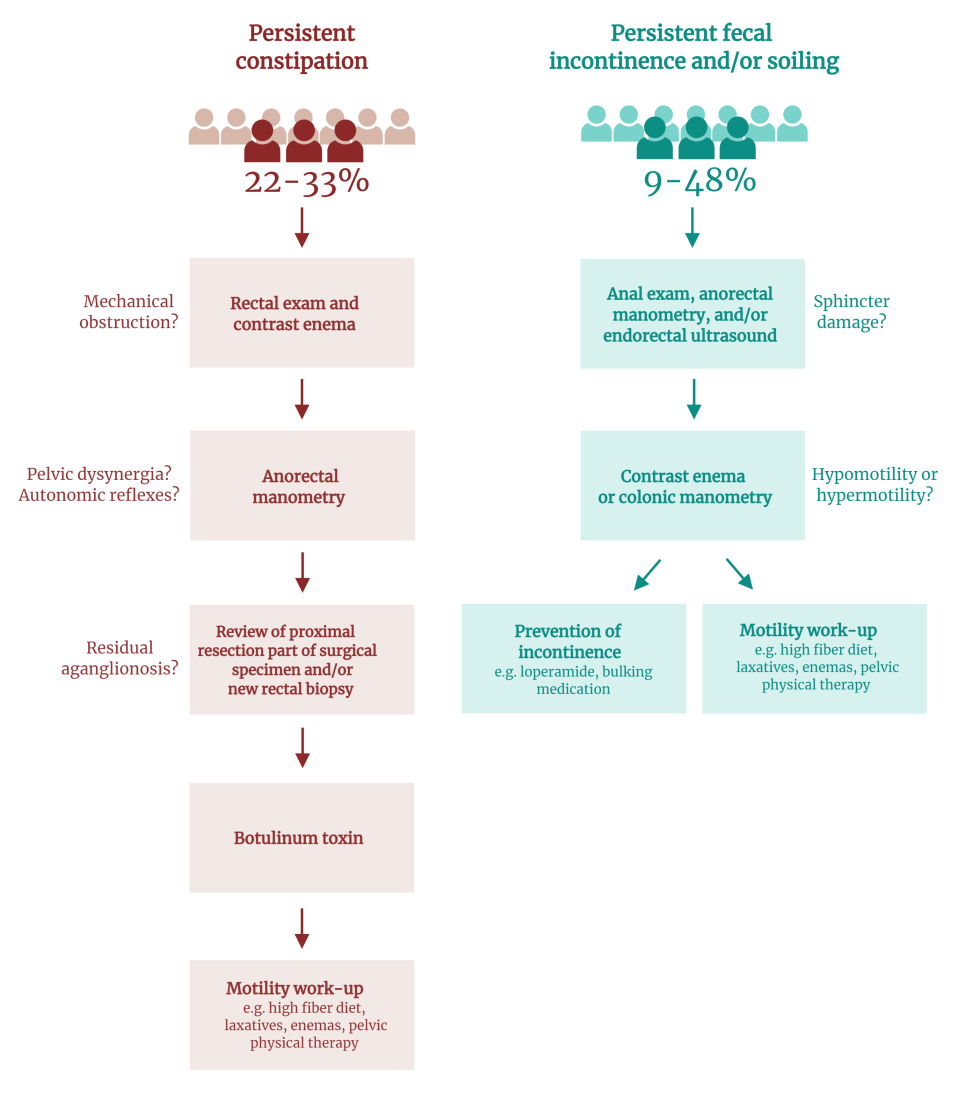 Persistent
constipation
22-33%
Mechanical
obstruction?
Rectal exam and
contrast enema
Pelvic dysynergia?
Autonomic reflexes?
Anorectal
manometry
Residual
aganglionosis?
Review of proximal
resection part of surgical
specimen and/or
new rectal biopsy
Botulinum toxin
Motility work-up
e.g. high fiber diet,
laxatives, enemas, pelvic
physical therapy
Persistent fecal
incontinence and/or soiling
9-48%
Anal exam, anorectal
manometry, and/or
endorectal ultrasound
Sphincter
damage?
Contrast enema
or colonic manometry
Hypomotility or
hypermotility?
Prevention of
incontinence
e.g. loperamide, bulking
medication
Motility work-up
e.g. high fiber diet,
laxatives, enemas, pelvic
physical therapy